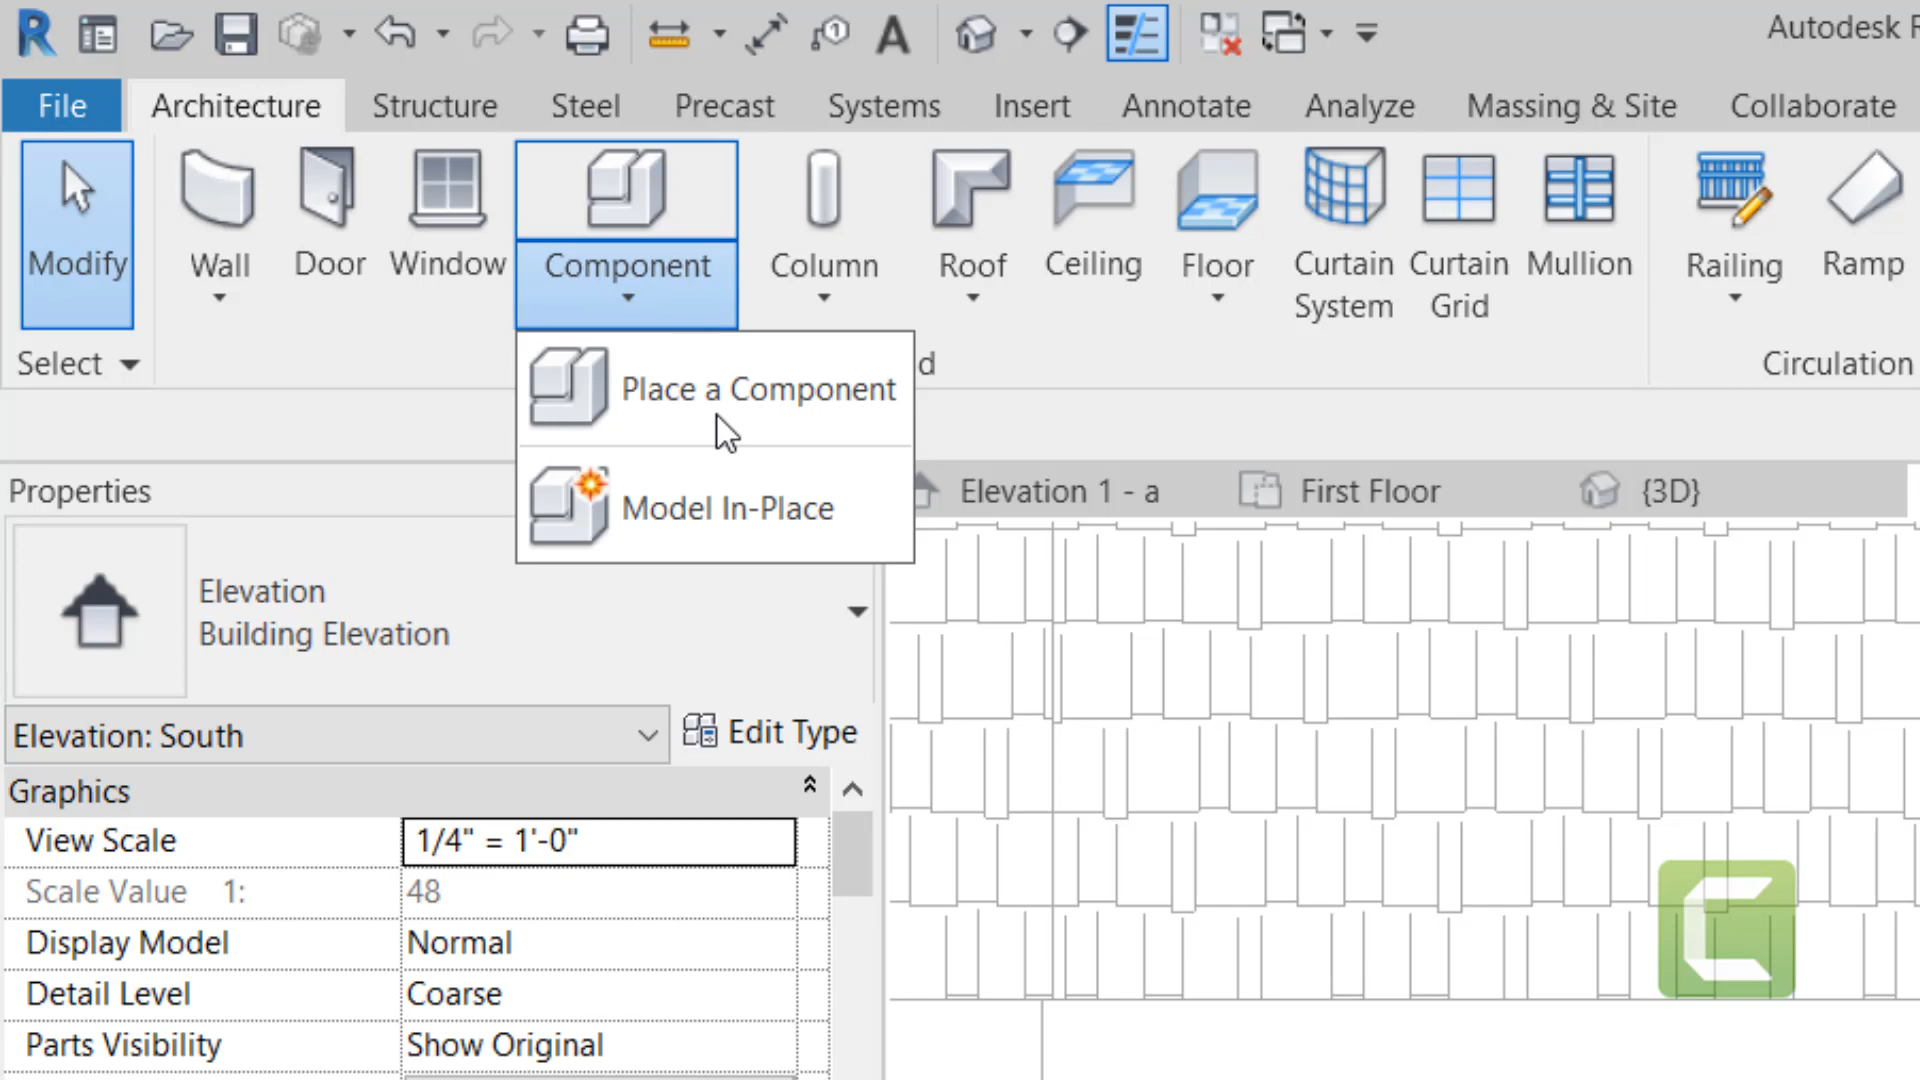 Autodesk R
File Architecture Structure Steel Precast Systems Insert Annotate Analyze Massing & Site Collaborate
Modify Wall Door Window Component Column Roof Ceiling Floor Curtain System Curtain Grid Mullion Railing Ramp
Select d Circulation
Place a Component
Model In-Place
Properties
Elevation 1 - a First Floor {3D}
Elevation
Building Elevation
Elevation: South Edit Type
Graphics
View Scale 1/4" = 1'-0"
Scale Value 1: 48
Display Model Normal
Detail Level Coarse
Parts Visibility Show Original